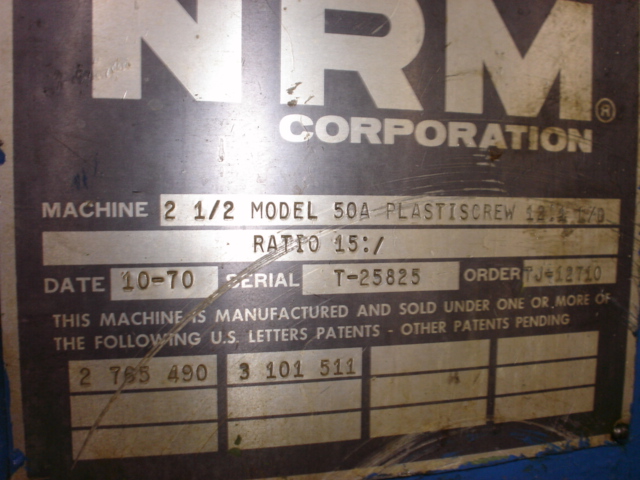 NRM®
CORPORATION
MACHINE 2 1/2 MODEL 50A PLASTISCREW L/D
RATIO 15:/
DATE 10-70 SERIAL T-25825 ORDER TJ-12710
THIS MACHINE IS MANUFACTURED AND SOLD UNDER ONE OR MORE OF
THE FOLLOWING U.S. LETTERS PATENTS - OTHER PATENTS PENDING
2 765 490 3 101 511